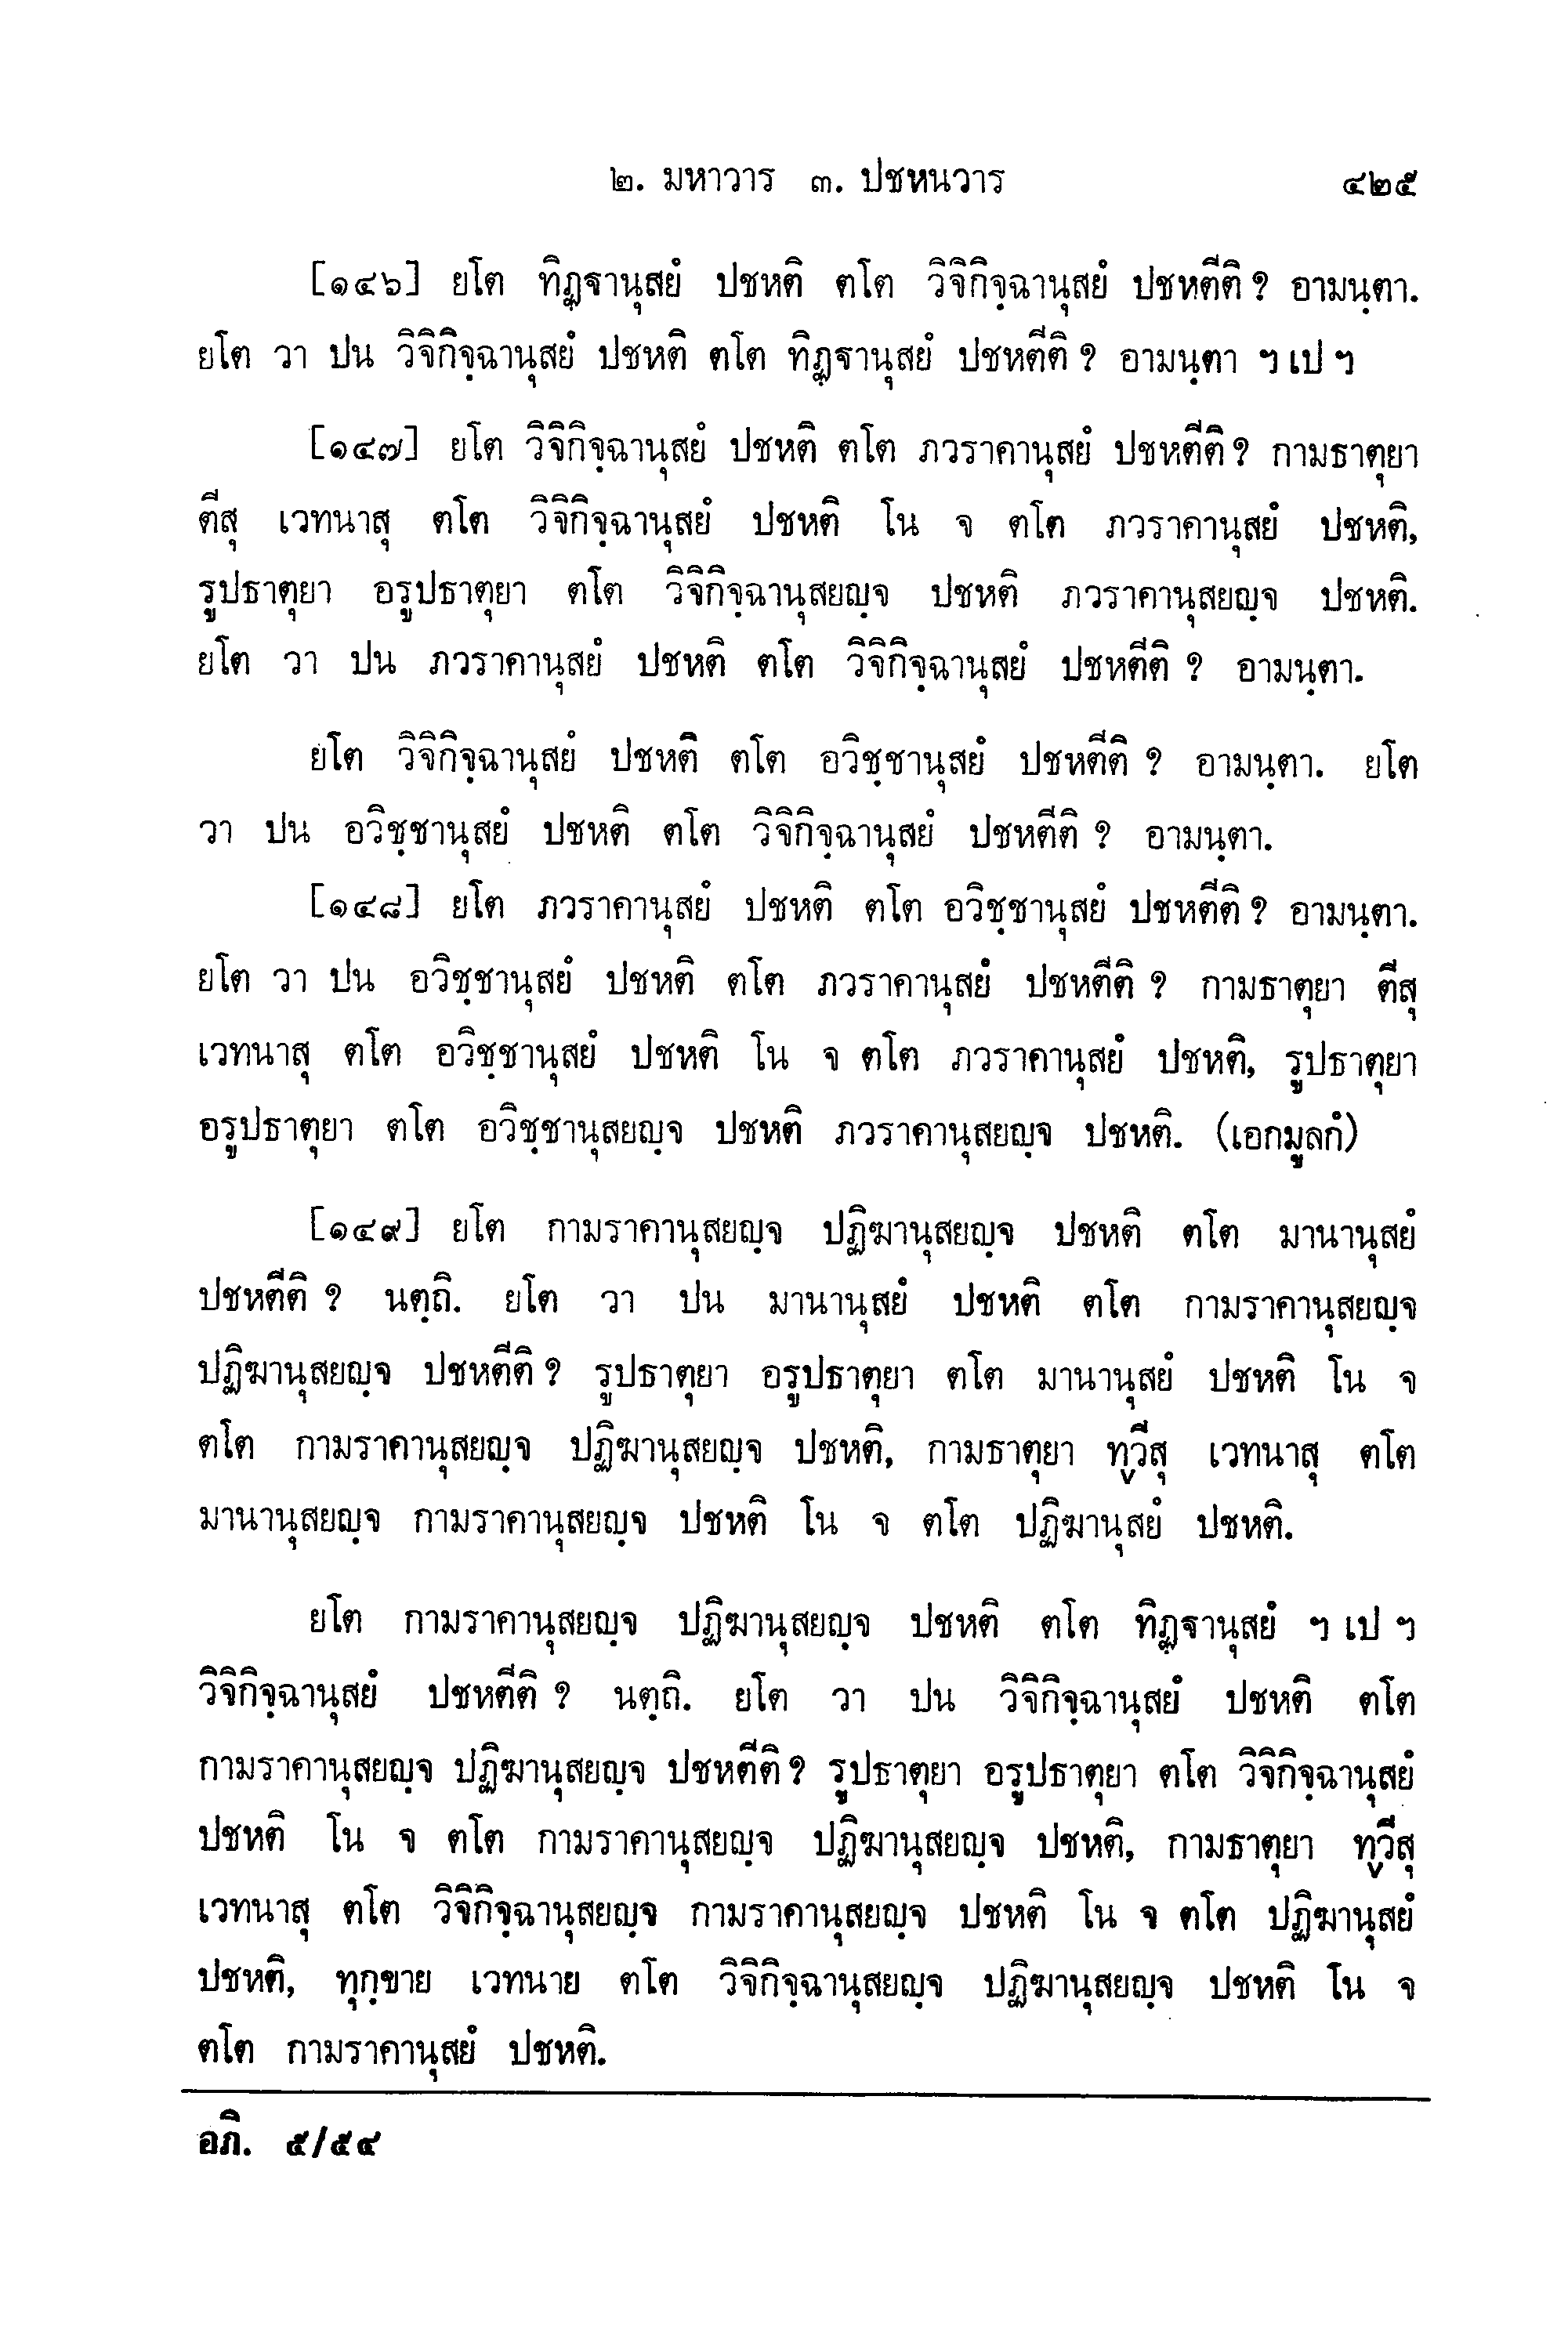 ๒. มหาวาร ๓. ปชหนวาร ๔๒๕
[๑๔๖] ยโต ทิฏฺฐานุสยํ ปชหติ ตโต วิจิกิจฺฉานุสยํ ปชหตีติ ? อามนฺตา.
ยโต วา ปน วิจิกิจฺฉานุสยํ ปชหติ ตโต ทิฏฺฐานุสยํ ปชหตีติ ? อามนฺตา ฯ เป ฯ
[๑๔๗] ยโต วิจิกิจฺฉานุสยํ ปชหติ ตโต ภวราคานุสยํ ปชหตีติ ? กามธาตุยา
ตีสุ เวทนาสุ ตโต วิจิกิจฺฉานุสยํ ปชหติ โน จ ตโต ภวราคานุสยํ ปชหติ,
รูปธาตุยา อรูปธาตุยา ตโต วิจิกิจฺฉานุสยญฺจ ปชหติ ภวราคานุสยญฺจ ปชหติ.
ยโต วา ปน ภวราคานุสยํ ปชหติ ตโต วิจิกิจฺฉานุสยํ ปชหตีติ ? อามนฺตา.
ยโต วิจิกิจฺฉานุสยํ ปชหติ ตโต อวิชฺชานุสยํ ปชหตีติ ? อามนฺตา. ยโต
วา ปน อวิชฺชานุสยํ ปชหติ ตโต วิจิกิจฺฉานุสยํ ปชหตีติ ? อามนฺตา.
[๑๔๘] ยโต ภวราคานุสยํ ปชหติ ตโต อวิชฺชานุสยํ ปชหตีติ ? อามนฺตา.
ยโต วา ปน อวิชฺชานุสยํ ปชหติ ตโต ภวราคานุสยํ ปชหตีติ ? กามธาตุยา ตีสุ
เวทนาสุ ตโต อวิชฺชานุสยํ ปชหติ โน จ ตโต ภวราคานุสยํ ปชหติ, รูปธาตุยา
อรูปธาตุยา ตโต อวิชฺชานุสยญฺจ ปชหติ ภวราคานุสยญฺจ ปชหติ. (เอกมูลกํ)
[๑๔๙] ยโต กามราคานุสยญฺจ ปฏิฆานุสยญฺจ ปชหติ ตโต มานานุสยํ
ปชหตีติ ? นตฺถิ. ยโต วา ปน มานานุสยํ ปชหติ ตโต กามราคานุสยญฺจ
ปฏิฆานุสยญฺจ ปชหตีติ ? รูปธาตุยา อรูปธาตุยา ตโต มานานุสยํ ปชหติ โน จ
ตโต กามราคานุสยญฺจ ปฏิฆานุสยญฺจ ปชหติ, กามธาตุยา ทฺวีสุ เวทนาสุ ตโต
มานานุสยญฺจ กามราคานุสยญฺจ ปชหติ โน จ ตโต ปฏิฆานุสยํ ปชหติ.
ยโต กามราคานุสยญฺจ ปฏิฆานุสยญฺจ ปชหติ ตโต ทิฏฺฐานุสยํ ฯ เป ฯ
วิจิกิจฺฉานุสยํ ปชหตีติ ? นตฺถิ. ยโต วา ปน วิจิกิจฺฉานุสยํ ปชหติ ตโต
กามราคานุสยญฺจ ปฏิฆานุสยญฺจ ปชหตีติ ? รูปธาตุยา อรูปธาตุยา ตโต วิจิกิจฺฉานุสยํ
ปชหติ โน จ ตโต กามราคานุสยญฺจ ปฏิฆานุสยญฺจ ปชหติ, กามธาตุยา ทฺวีสุ
เวทนาสุ ตโต วิจิกิจฺฉานุสยญฺจ กามราคานุสยญฺจ ปชหติ โน จ ตโต ปฏิฆานุสยํ
ปชหติ, ทุกฺขาย เวทนาย ตโต วิจิกิจฺฉานุสยญฺจ ปฏิฆานุสยญฺจ ปชหติ โน จ
ตโต กามราคานุสยํ ปชหติ.
อภิ. ๕/๕๔